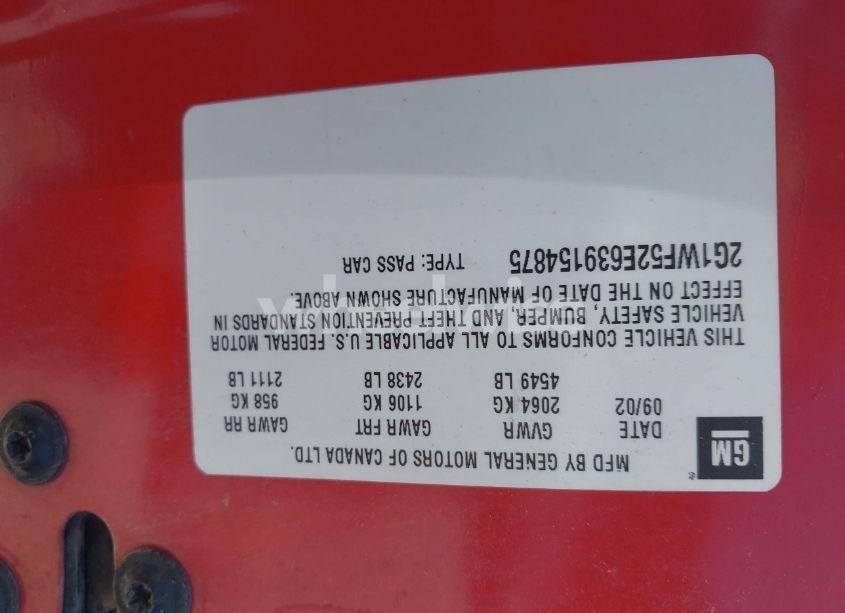 GM
MFD BY GENERAL MOTORS OF CANADA LTD.
DATE GVWR GAWR FRT GAWR RR
09/02 2064 KG 1106 KG 958 KG
4549 LB 2438 LB 2111 LB
THIS VEHICLE CONFORMS TO ALL APPLICABLE U.S. FEDERAL MOTOR
VEHICLE SAFETY, BUMPER, AND THEFT PREVENTION STANDARDS IN
EFFECT ON THE DATE OF MANUFACTURE SHOWN ABOVE.
2G1WF52E639154875 TYPE: PASS CAR